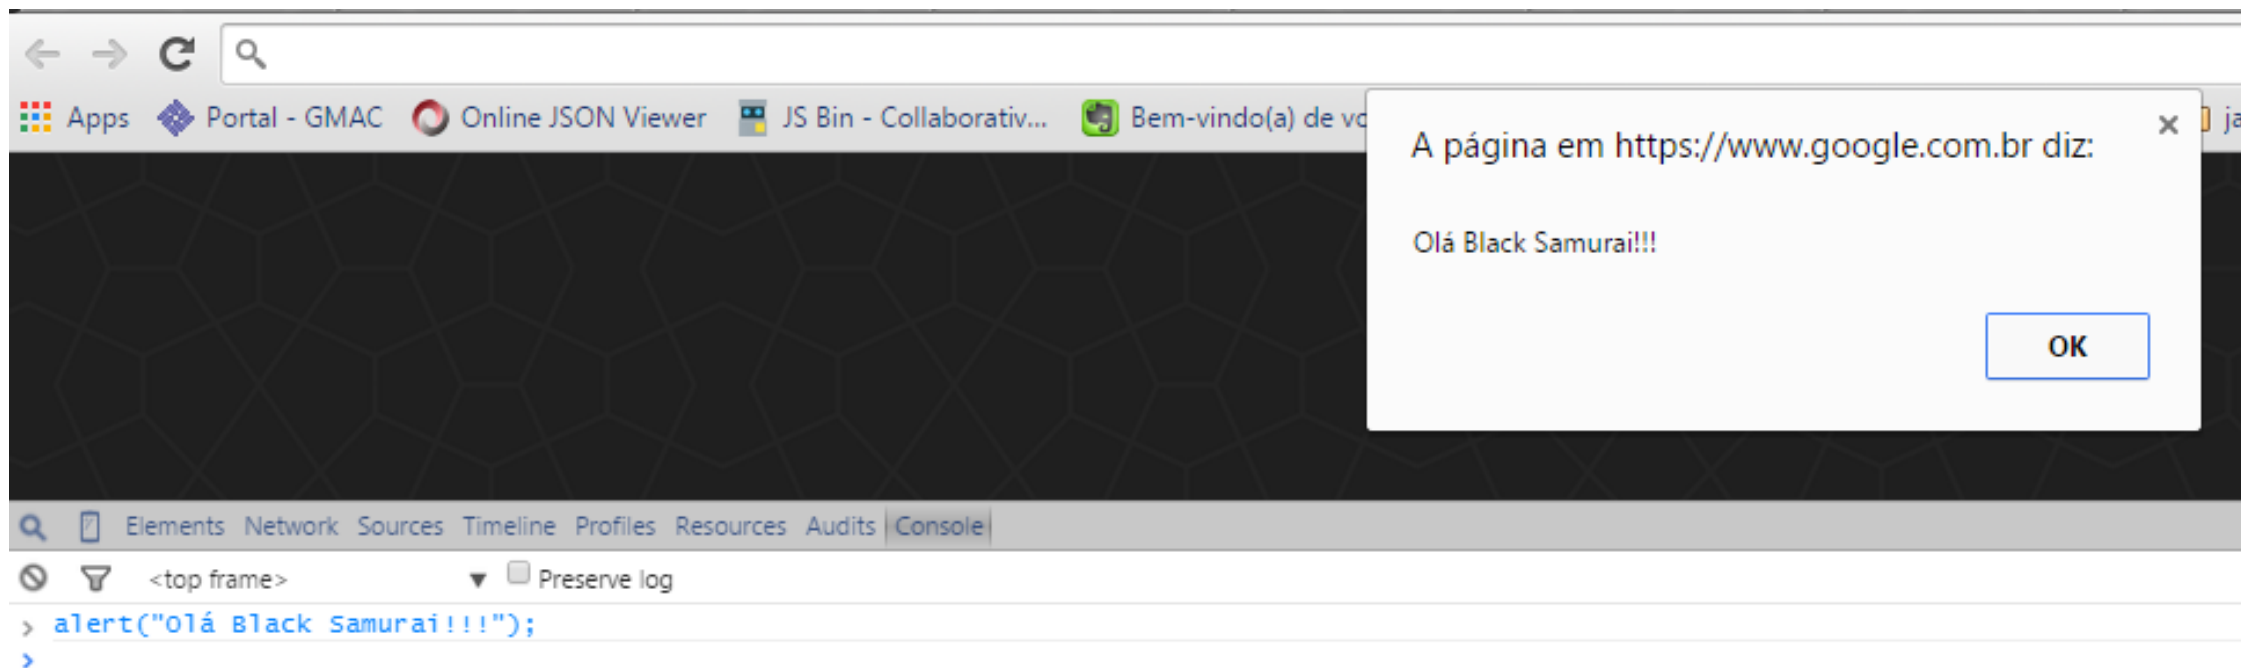 Apps Portal - GMAC Online JSON Viewer JS Bin - Collaborativ... Bem-vindo(a) de
A página em https://www.google.com.br diz:
Olá Black Samurai!!!
OK
Elements Network Sources Timeline Profiles Resources Audits Console
<top frame> Preserve log
> alert("Olá Black Samurai!!!");
>